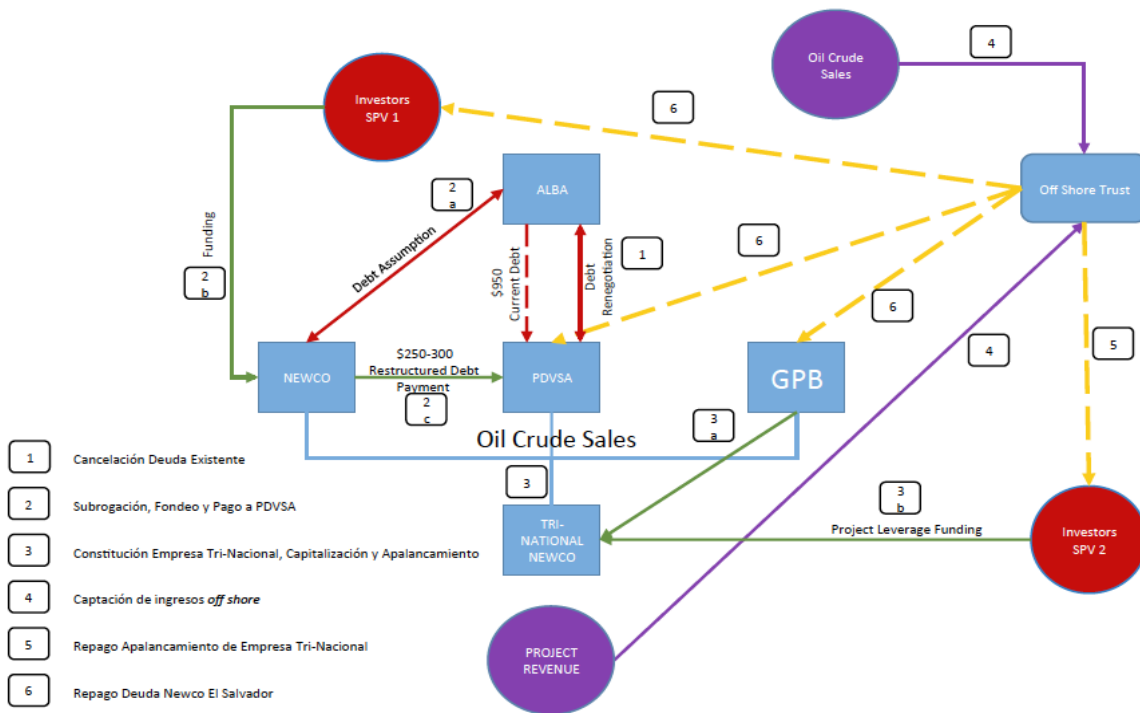 Oil Crude
Sales
4
Investors
SPV 1
6
2
a
ALBA
Off Shore Trust
Funding
2
b
Debt Assumption
$950
Current Debt
Debt
Renegotiation
1
6
6
4
5
NEWCO
$250-300
Restructured Debt
Payment
2
c
PDVSA
GPB
3
a
Oil Crude Sales
3
3
b
Project Leverage Funding
TRI-
NATIONAL
NEWCO
Investors
SPV 2
PROJECT
REVENUE
1 Cancelación Deuda Existente
2 Subrogación, Fondeo y Pago a PDVSA
3 Constitución Empresa Tri-Nacional, Capitalización y Apalancamiento
4 Captación de ingresos off shore
5 Repago Apalancamiento de Empresa Tri-Nacional
6 Repago Deuda Newco El Salvador